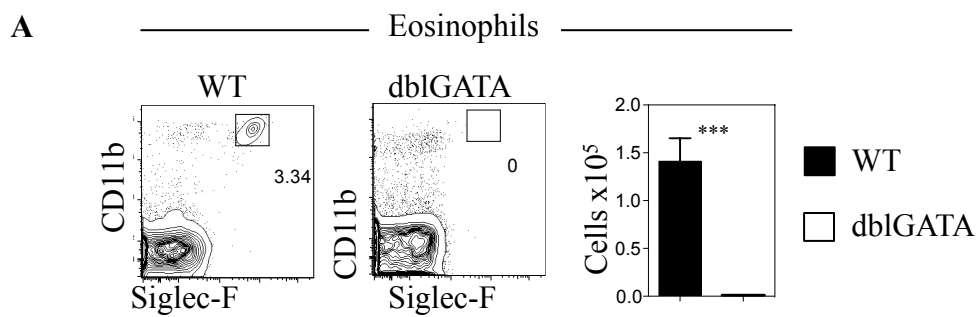 A
Eosinophils
WT
CD11b
3.34
Siglec-F
dblGATA
CD11b
0
Siglec-F
Cells x10⁵
2.0
1.5
1.0
0.5
0.0
***
WT
dblGATA